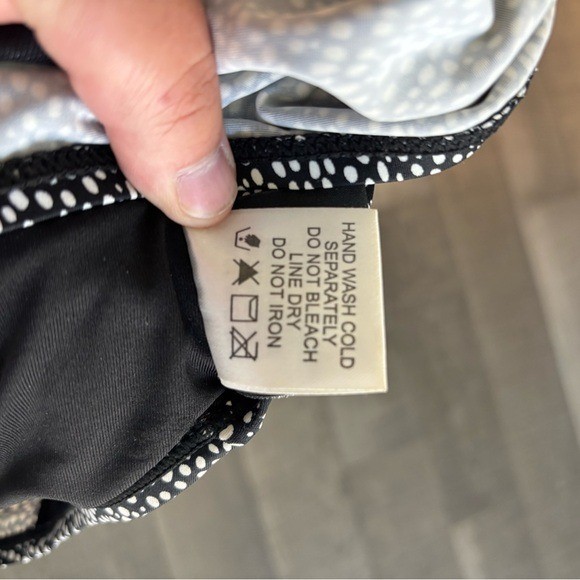 HAND WASH COLD
SEPARATELY
DO NOT BLEACH
LINE DRY
DO NOT IRON